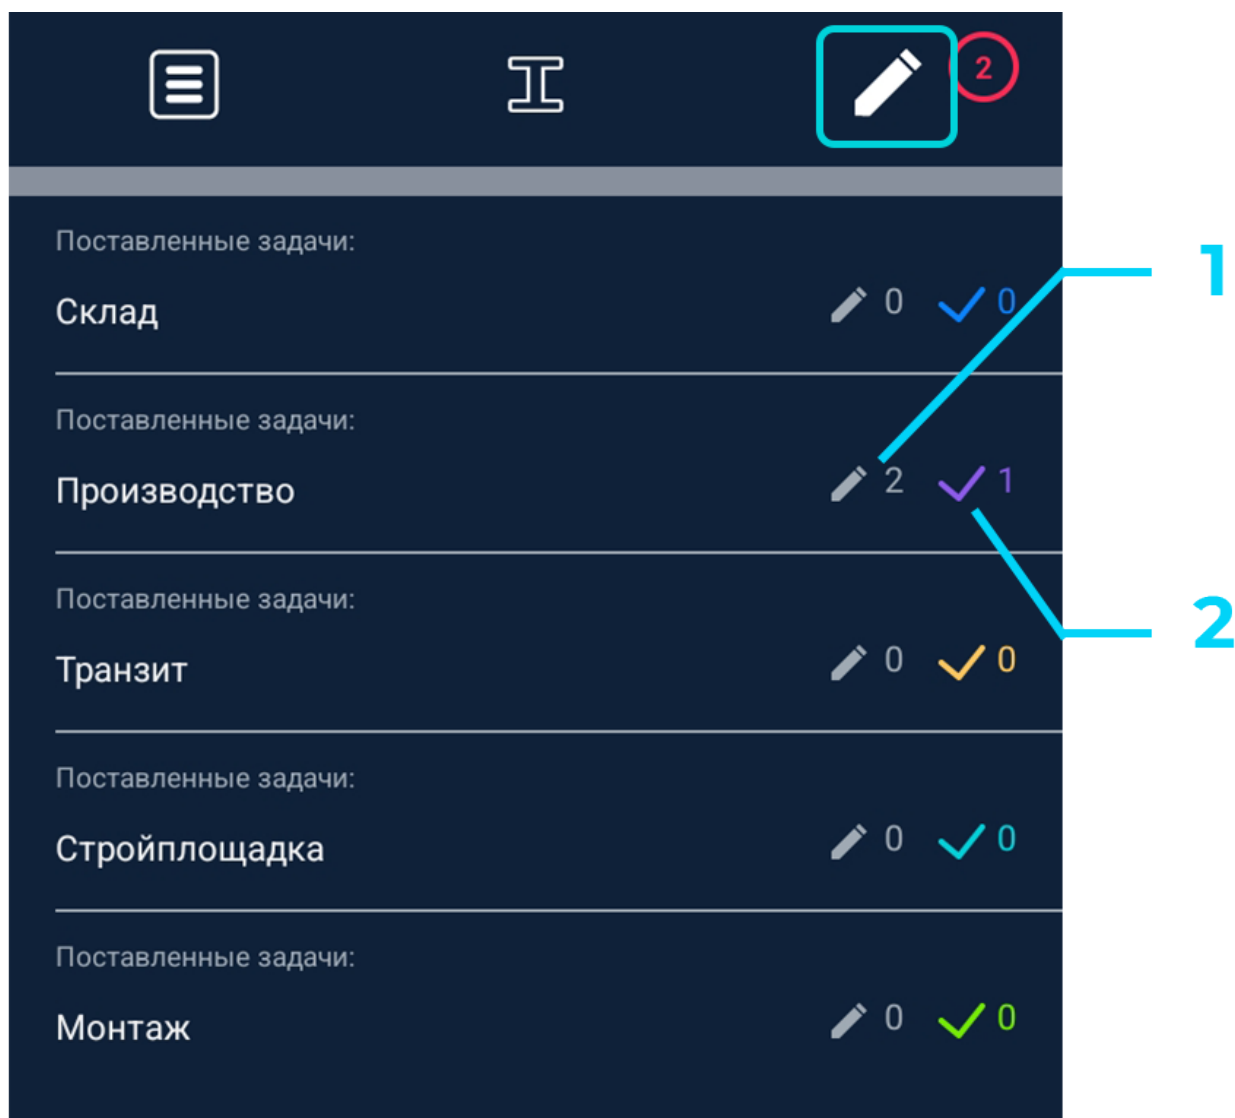 2
Поставленные задачи:
Склад 0 0
1
Поставленные задачи:
Производство 2 1
Поставленные задачи:
Транзит 0 0
2
Поставленные задачи:
Стройплощадка 0 0
Поставленные задачи:
Монтаж 0 0